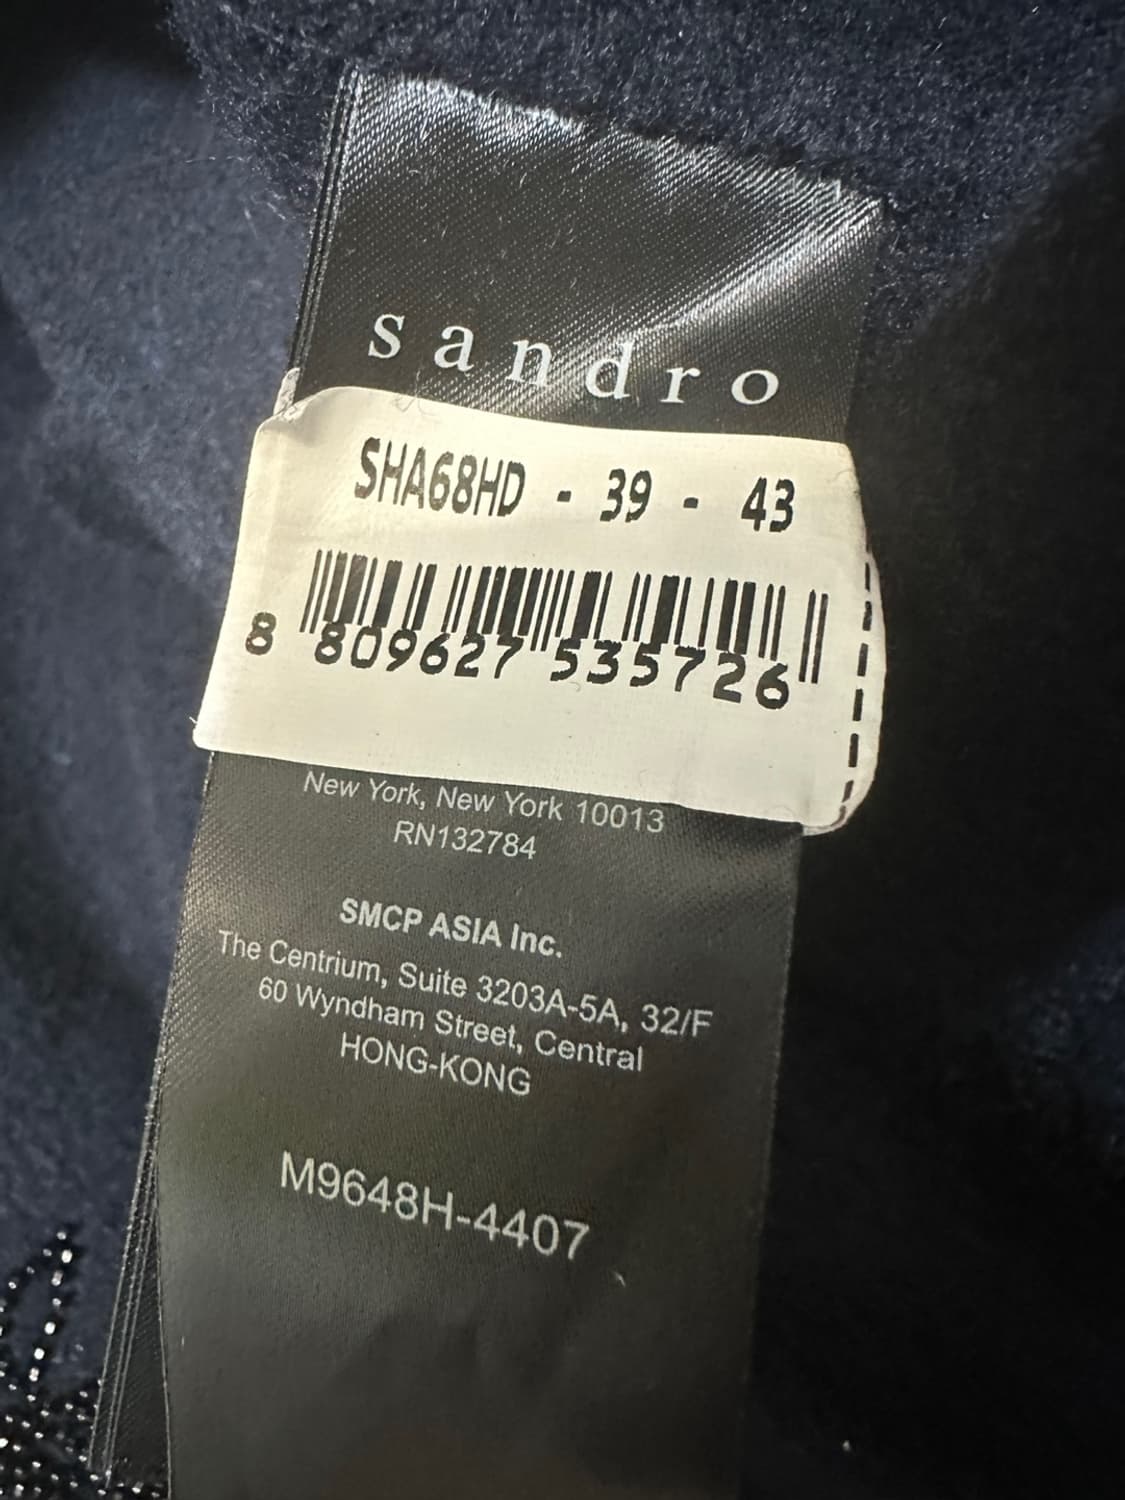 sandro
SHA68HD - 39 - 43
8 809627 535726
New York, New York 10013
RN132784
SMCP ASIA Inc.
The Centrium, Suite 3203A-5A, 32/F
60 Wyndham Street, Central
HONG-KONG
M9648H-4407